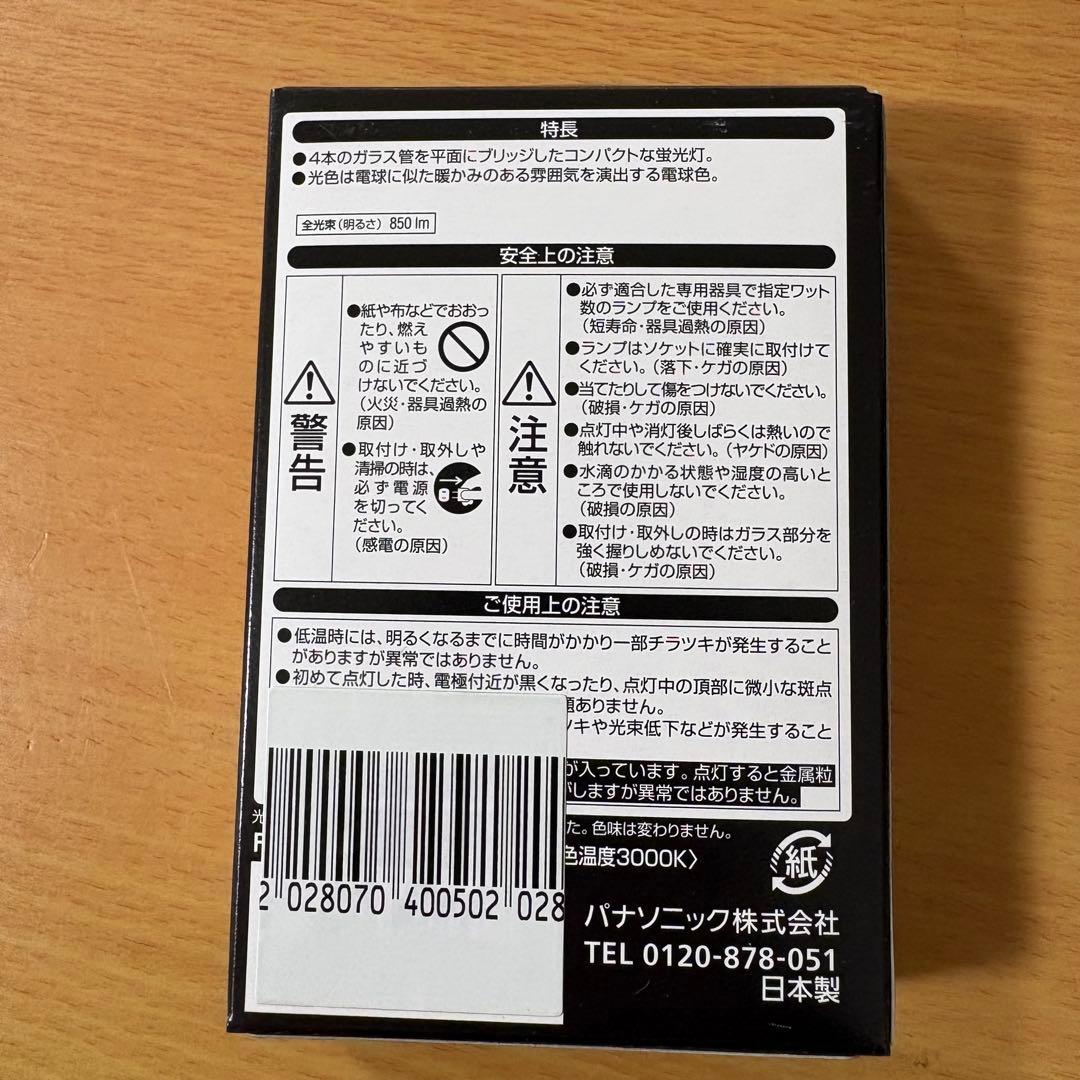 特長
●4本のガラス管を平面にブリッジしたコンパクトな蛍光灯。
●光色は電球に似た暖かみのある雰囲気を演出する電球色。
全光束(明るさ) 850 lm
安全上の注意
警告
●紙や布などでおおっ
たり、燃え
やすいも
のに近づ
けないでください。
(火災・器具過熱の
原因)
●取付け・取外しや
清掃の時は、
必ず電源
を切ってく
ださい。
(感電の原因)
注意
●必ず適合した専用器具で指定ワット
数のランプをご使用ください。
(短寿命・器具過熱の原因)
●ランプはソケットに確実に取付けて
ください。(落下・ケガの原因)
●当てたりして傷をつけないでください。
(破損・ケガの原因)
●点灯中や消灯後しばらくは熱いので
触れないでください。(ヤケドの原因)
●水滴のかかる状態や湿度の高いと
ころで使用しないでください。
(破損の原因)
●取付け・取外しの時はガラス部分を
強く握りしめないでください。
(破損・ケガの原因)
ご使用上の注意
●低温時には、明るくなるまでに時間がかかり一部チラツキが発生すること
がありますが異常ではありません。
●初めて点灯した時、電極付近が黒くなったり、点灯中の頂部に微小な斑点
題ありません。
ツキや光束低下などが発生すること
が入っています。点灯すると金属粒
がしますが異常ではありません。
光
た。色味は変わりません。
F
色温度3000K〉
紙
2 028070 400502 028
パナソニック株式会社
TEL 0120-878-051
日本製